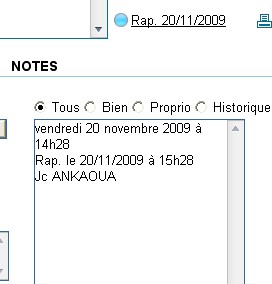 Rap. 20/11/2009
NOTES
Tous Bien Proprio Historique
vendredi 20 novembre 2009 à
14h28
Rap. le 20/11/2009 à 15h28
Jc ANKAOUA